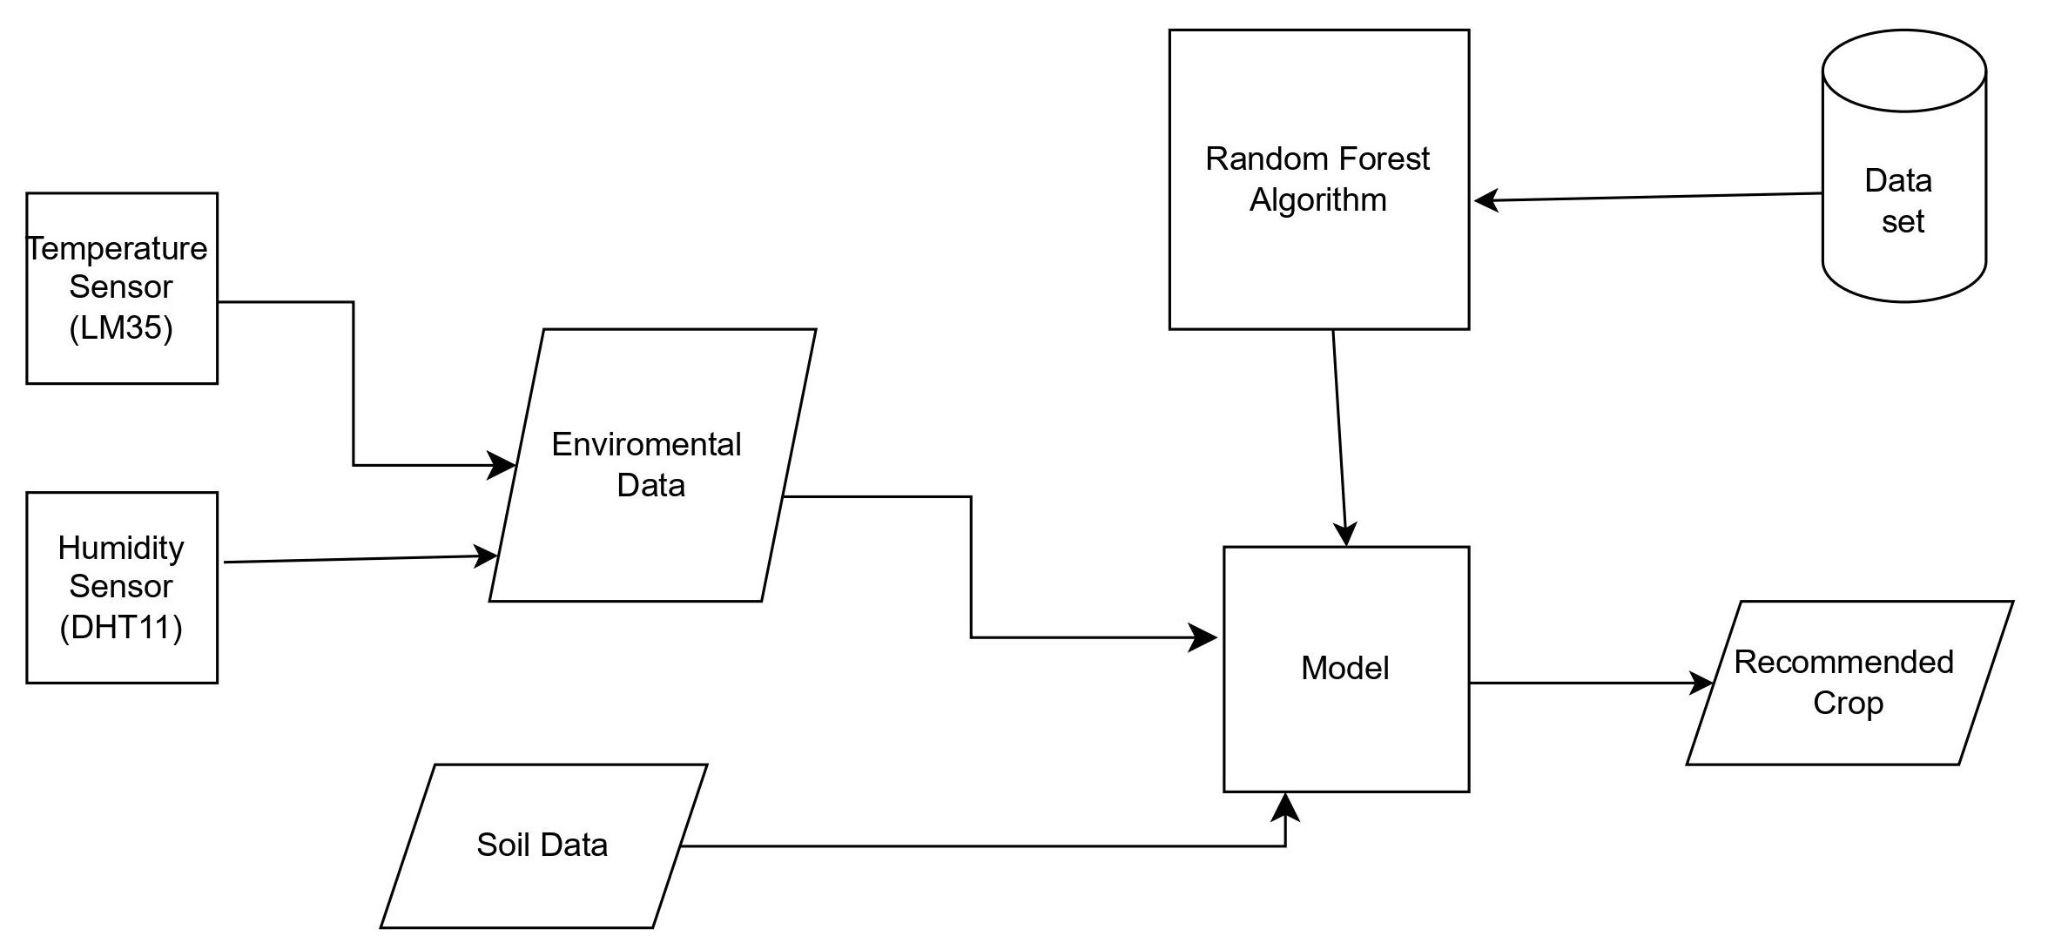 Random Forest
Algorithm
Data
set
Temperature
Sensor
(LM35)
Enviromental
Data
Humidity
Sensor
(DHT11)
Model
Recommended
Crop
Soil Data